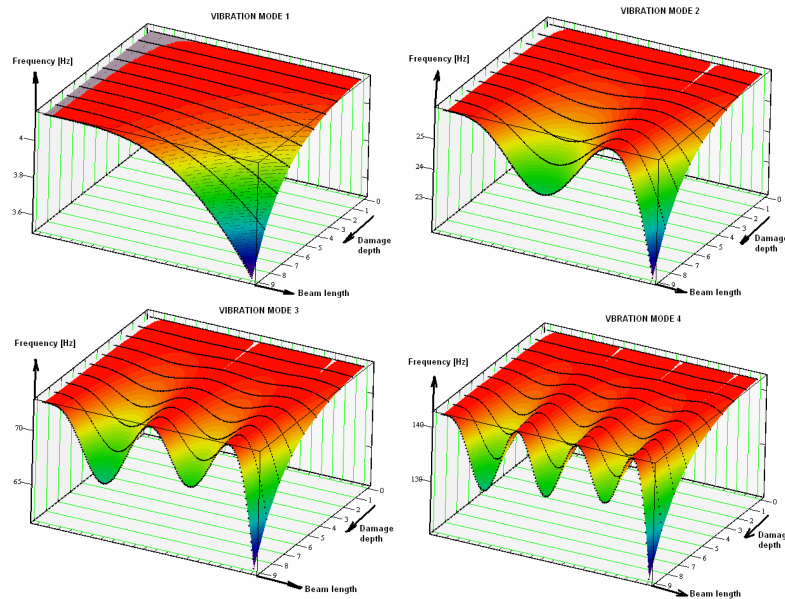 VIBRATION MODE 1
Frequency [Hz]
4
3.8
3.6
0
1
2
3
4
5
6
7
8
9
Damage
depth
Beam length
VIBRATION MODE 2
Frequency [Hz]
25
24
23
0
1
2
3
4
5
6
7
8
9
Damage
depth
Beam length
VIBRATION MODE 3
Frequency [Hz]
70
65
0
1
2
3
4
5
6
7
8
9
Damage
depth
Beam length
VIBRATION MODE 4
Frequency [Hz]
140
130
0
1
2
3
4
5
6
7
8
9
Damage
depth
Beam length